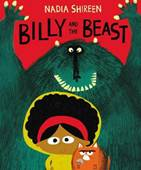 NADIA SHIREEN
BILLY AND THE BEAST